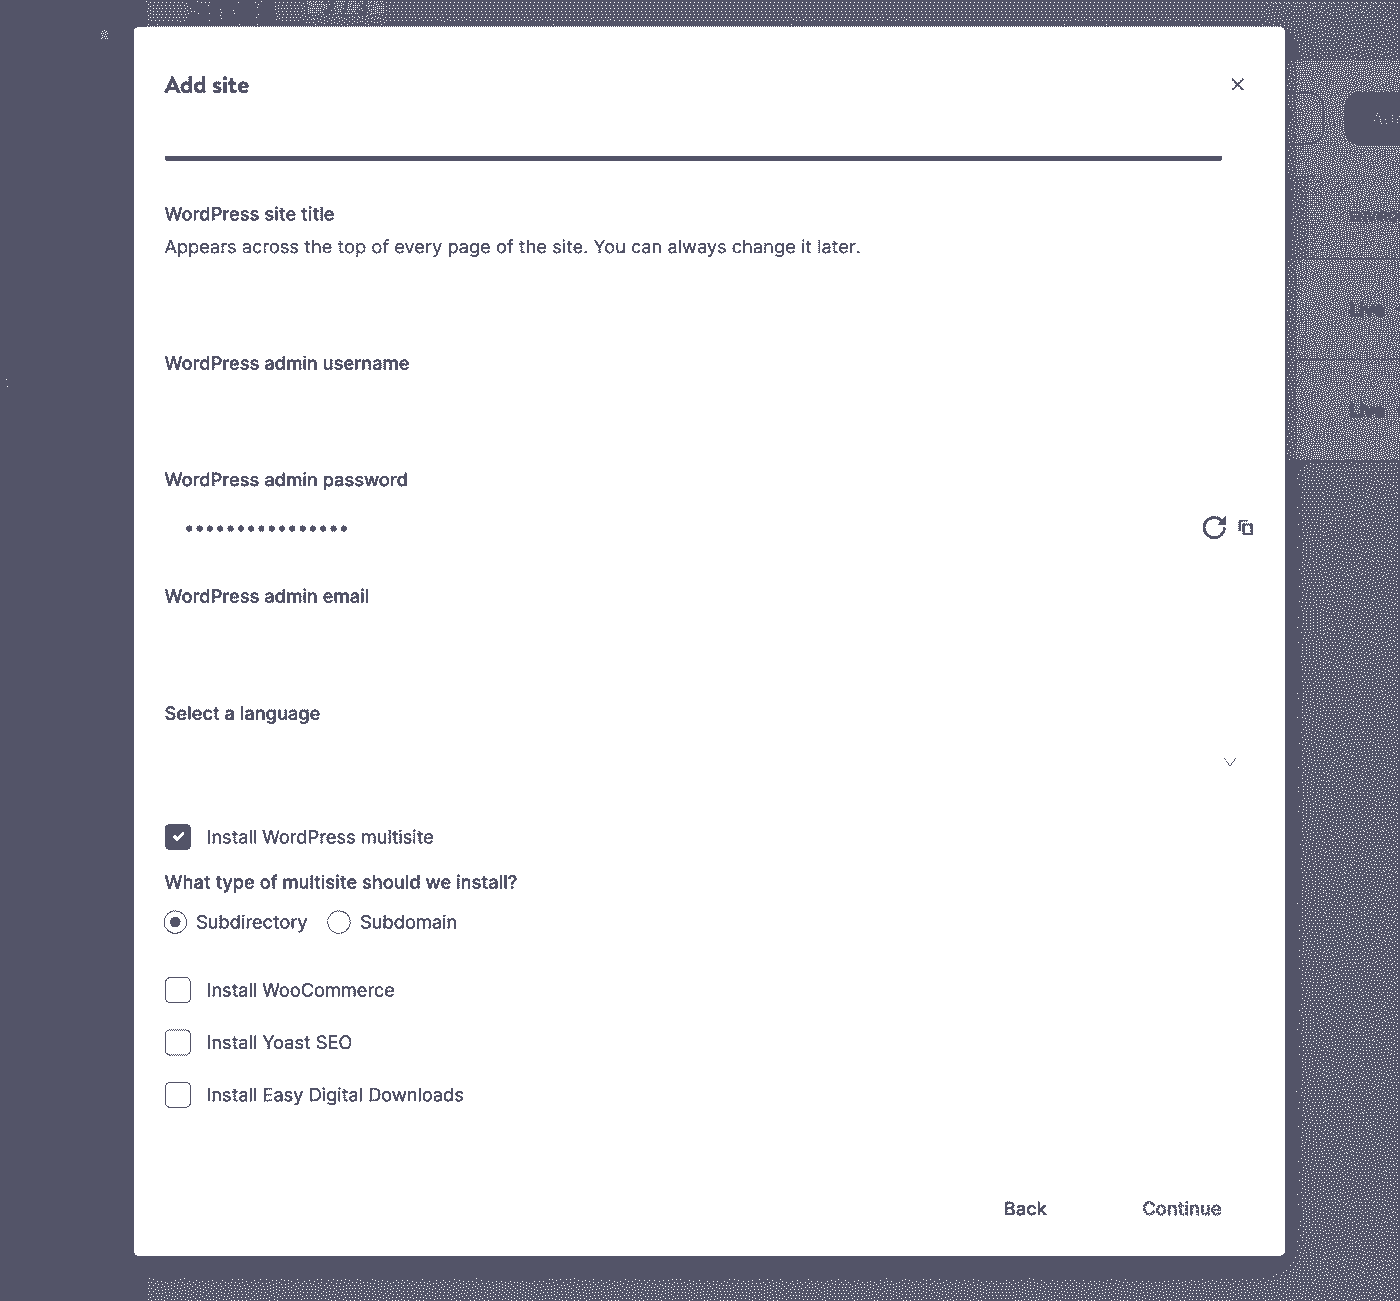 Add site
WordPress site title
Appears across the top of every page of the site. You can always change it later.
WordPress admin username
WordPress admin password
WordPress admin email
Select a language
Install WordPress multisite
What type of multisite should we install?
Subdirectory Subdomain
Install WooCommerce
Install Yoast SEO
Install Easy Digital Downloads
Back Continue
Live
Live